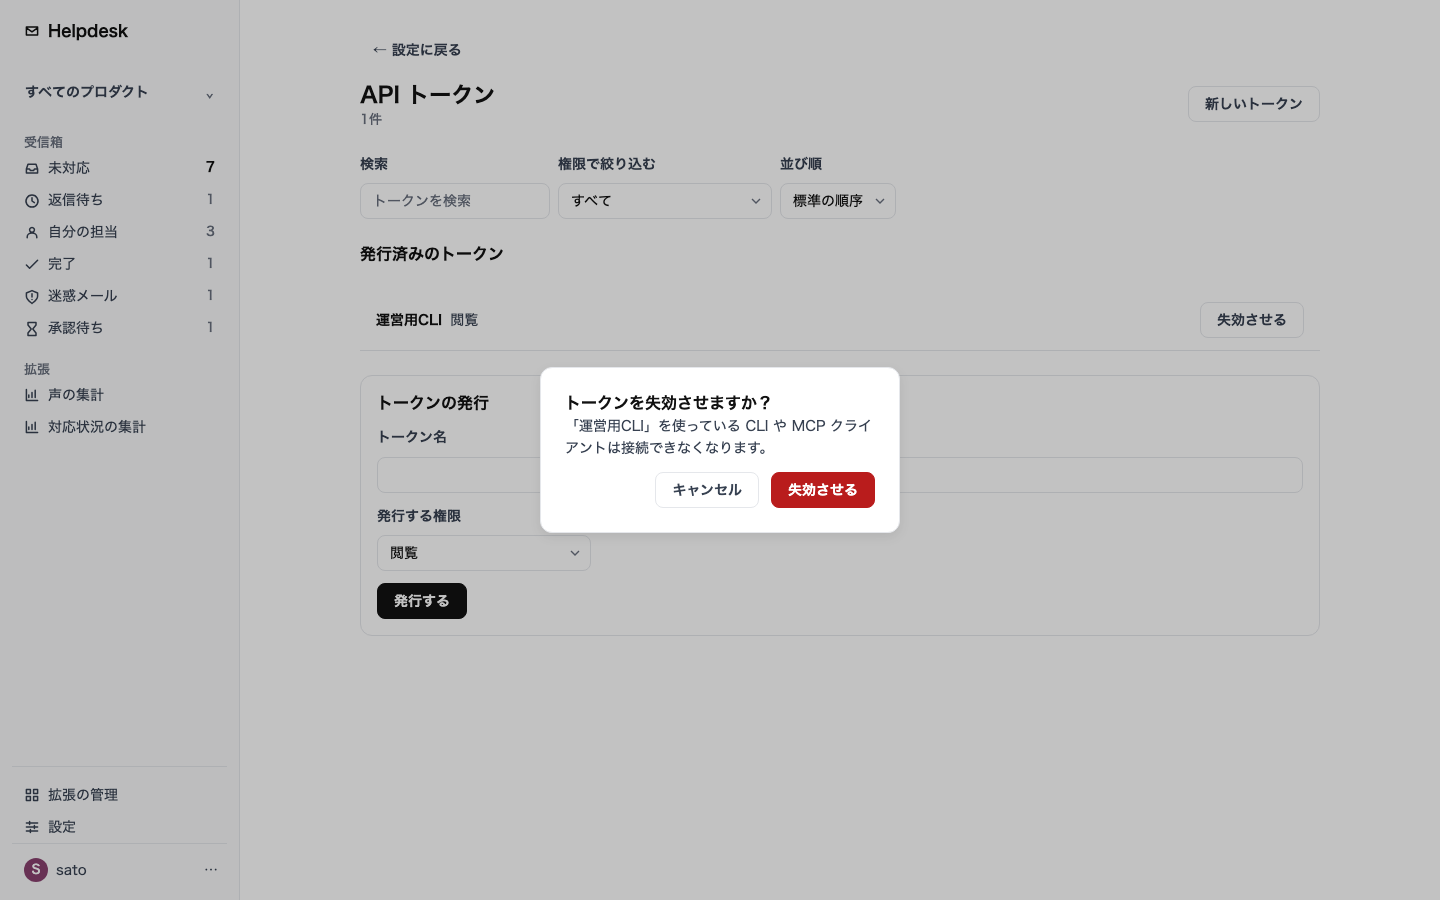 Helpdesk
すべてのプロダクト
受信箱
未対応 7
返信待ち 1
自分の担当 3
完了 1
迷惑メール 1
承認待ち 1
拡張
声の集計
対応状況の集計
拡張の管理
設定
S sato ...
← 設定に戻る
API トークン
1件
新しいトークン
検索 権限で絞り込む 並び順
トークンを検索 すべて 標準の順序
発行済みのトークン
運営用CLI 閲覧 失効させる
トークンの発行
トークン名
発行する権限
閲覧
発行する
トークンを失効させますか？
「運営用CLI」を使っている CLI や MCP クライ
アントは接続できなくなります。
キャンセル 失効させる